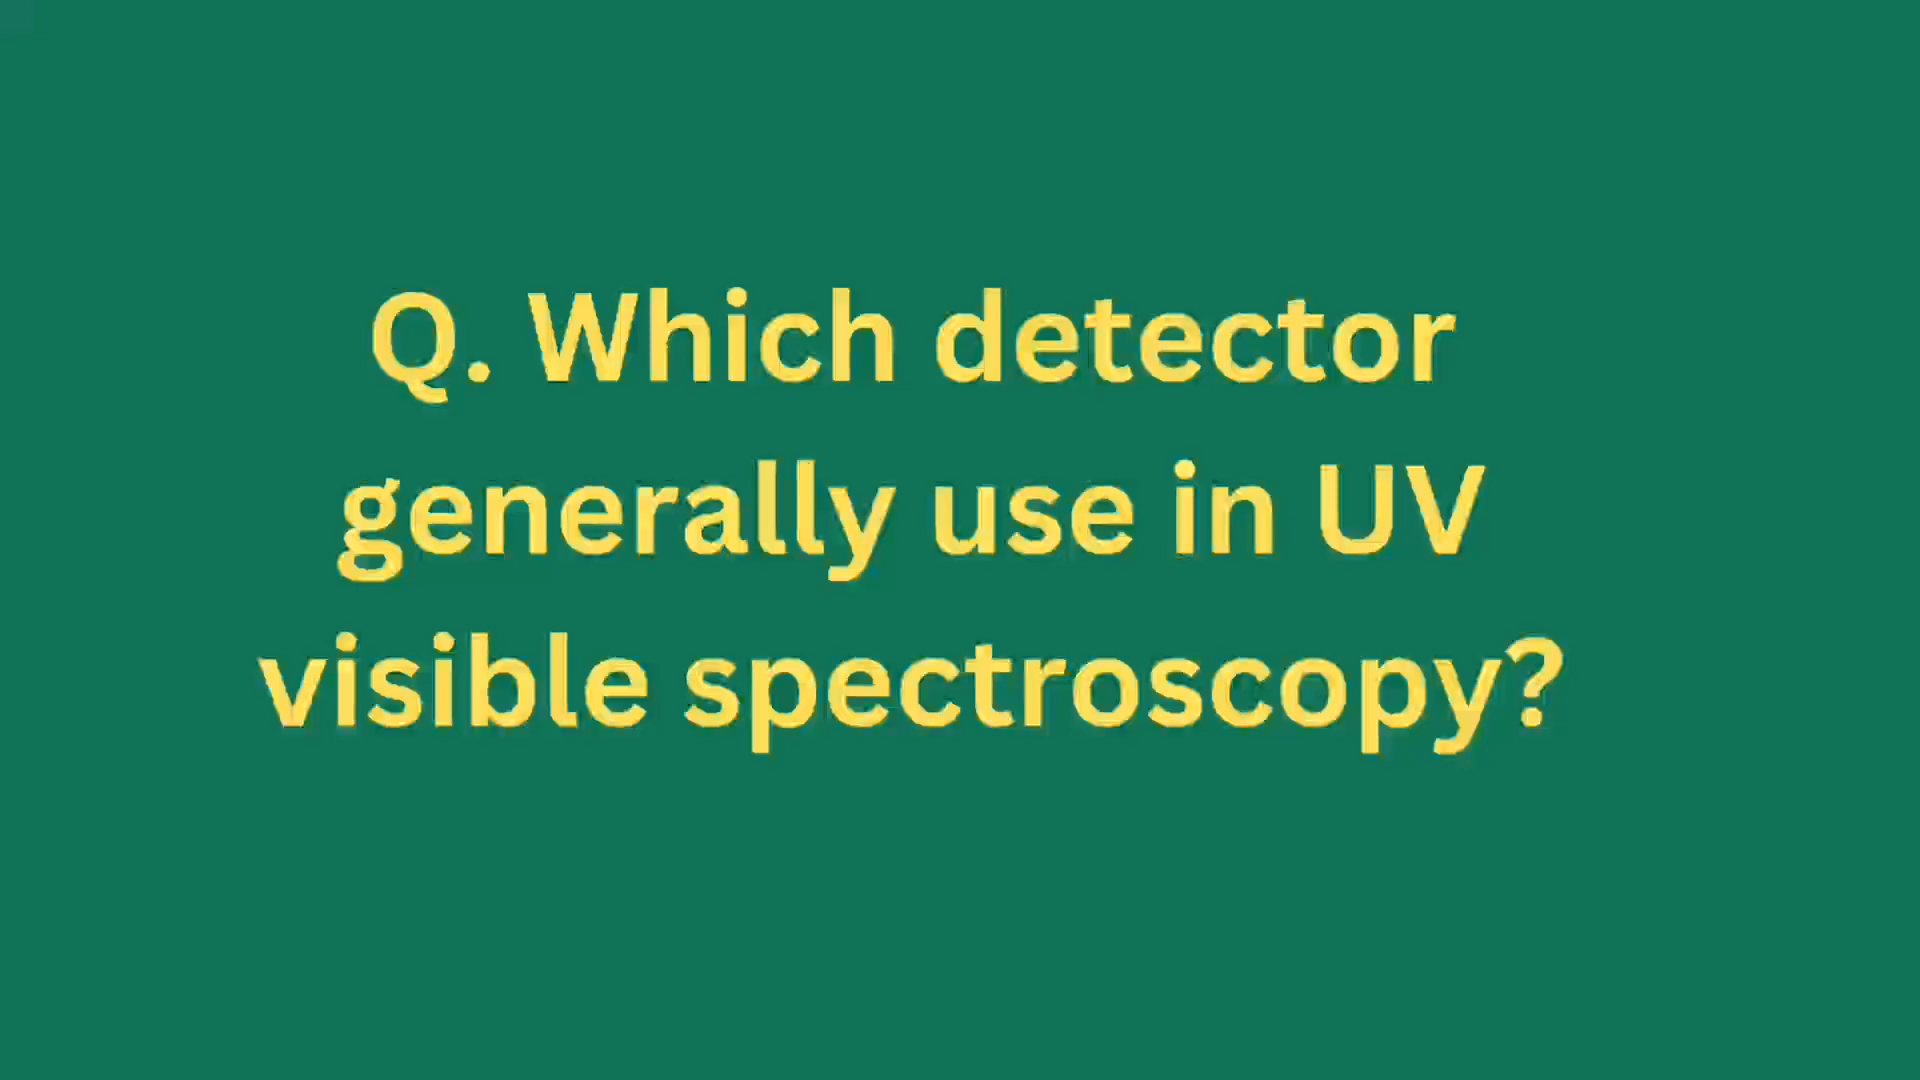 Q. Which detector
generally use in UV
visible spectroscopy?